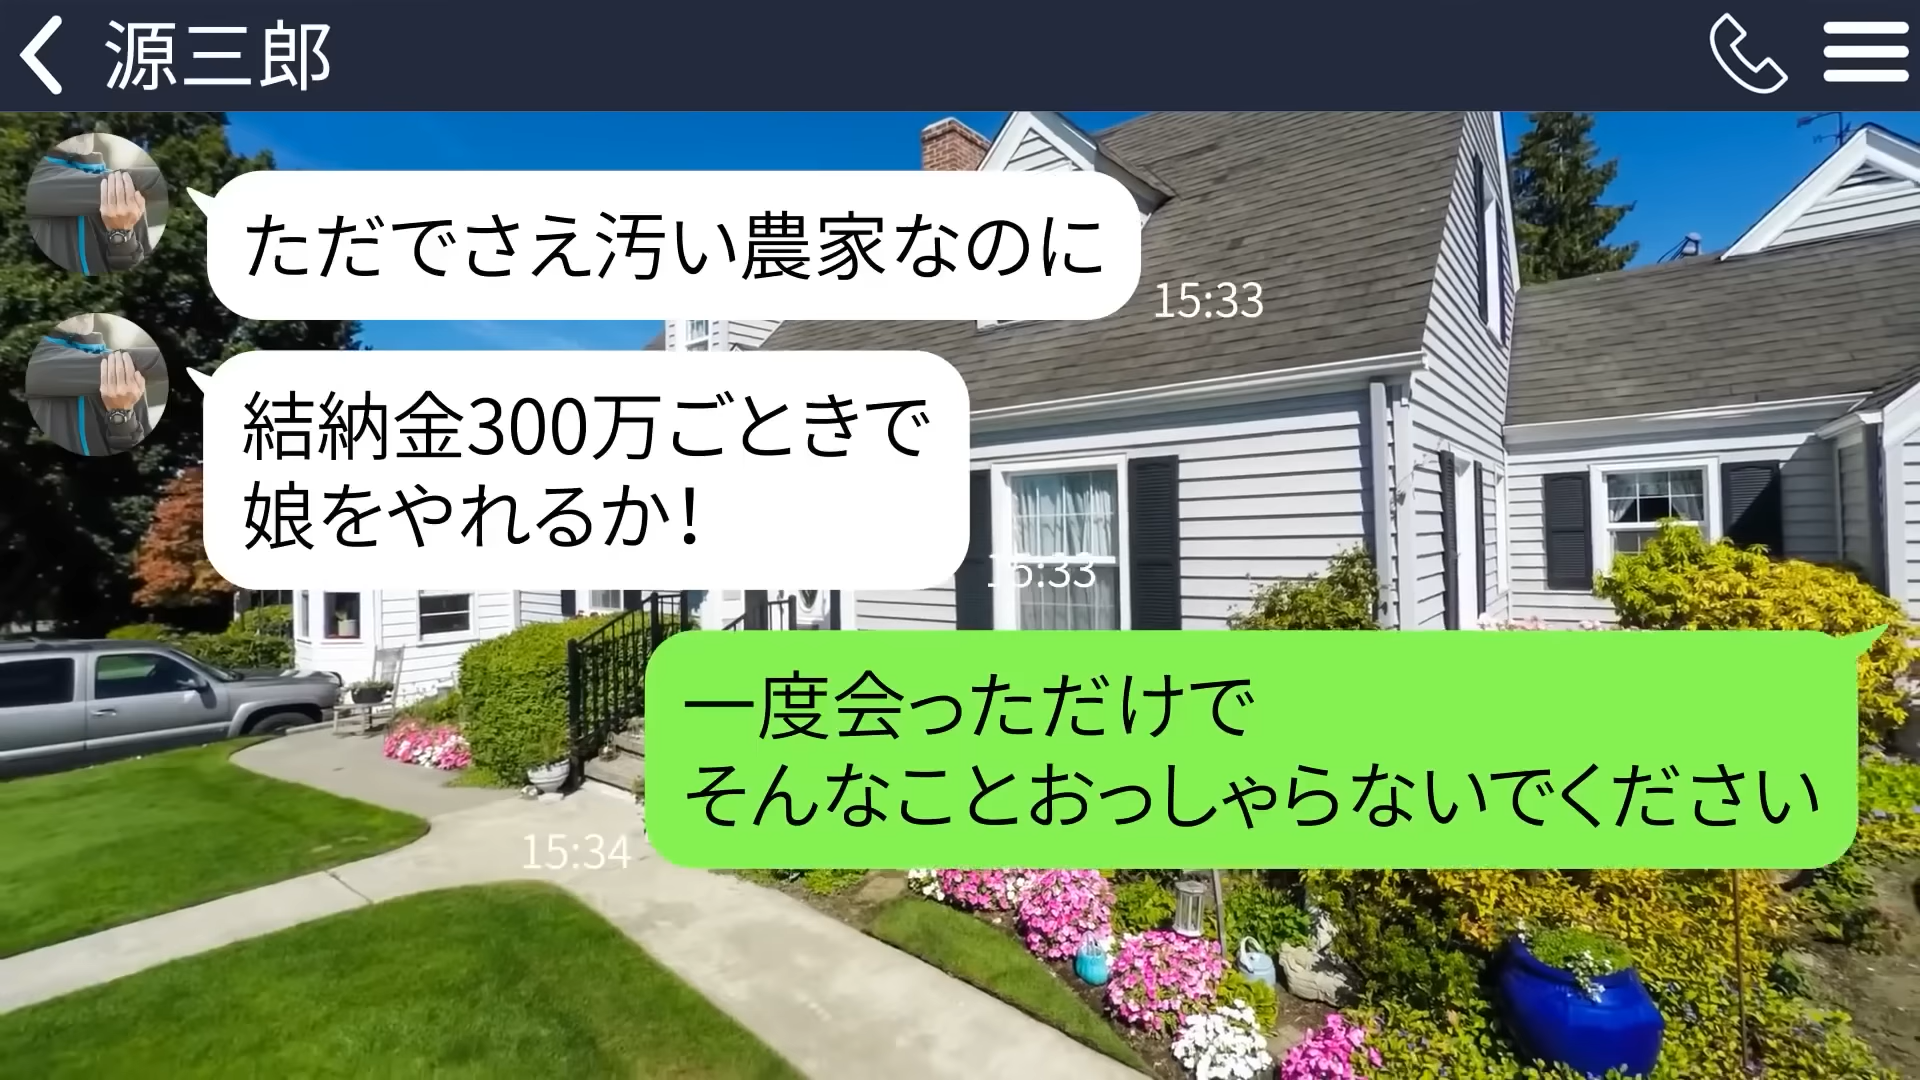 源三郎
ただでさえ汚い農家なのに
15:33
結納金300万ごときで
娘をやれるか！
15:33
一度会っただけで
そんなことおっしゃらないでください
15:34